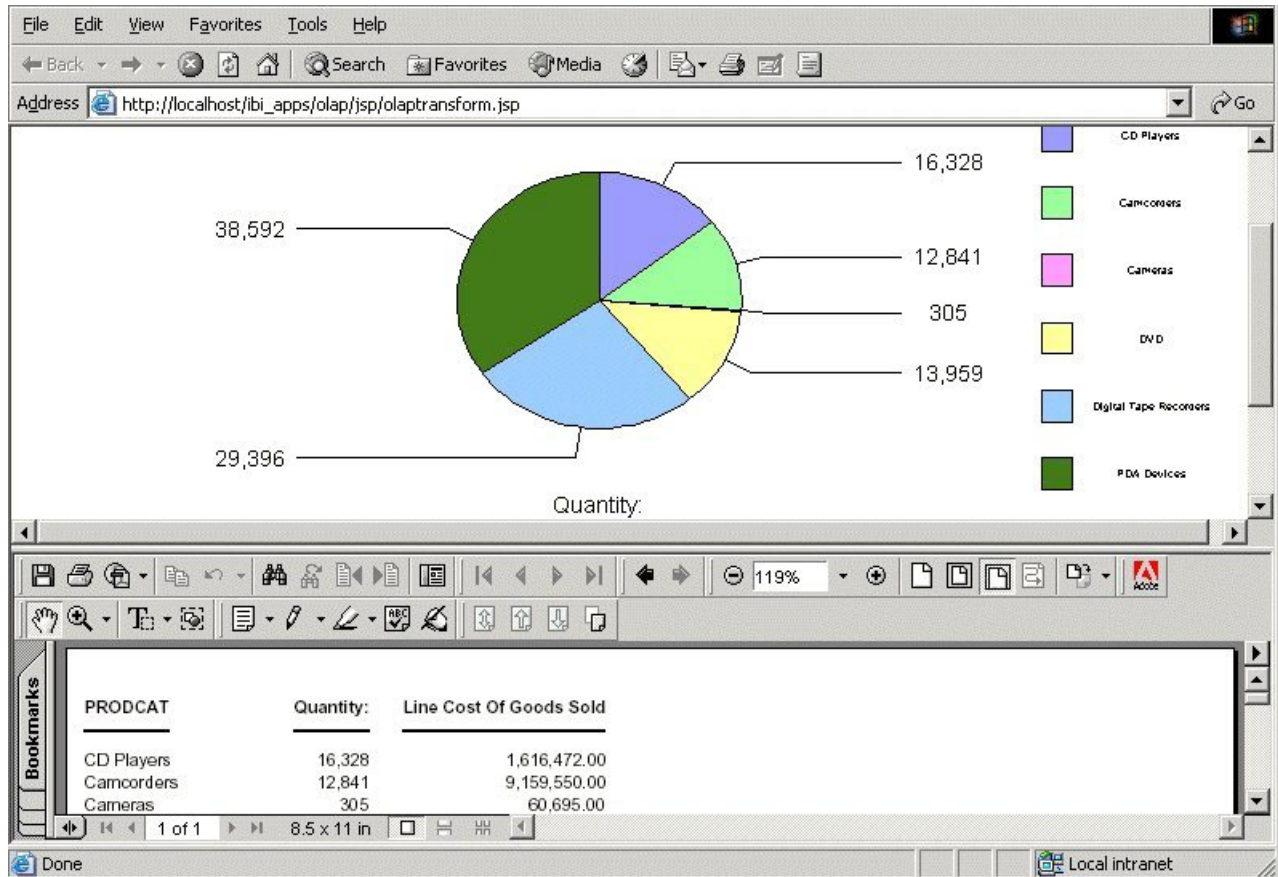 File Edit View Favorites Tools Help
Back Search Favorites Media
Address http://localhost/ibi_apps/olap/jsp/olaptransform.jsp Go
CD Players
16,328
Camcorders
38,592
12,841
Cameras
305
DVD
13,959
Digital Tape Recorders
29,396
PDA Devices
Quantity:
119%
Adobe
T ABC
Bookmarks
PRODCAT Quantity: Line Cost Of Goods Sold
CD Players 16,328 1,616,472.00
Camcorders 12,841 9,159,550.00
Cameras 305 60,695.00
1 of 1 8.5 x 11 in
Done Local intranet